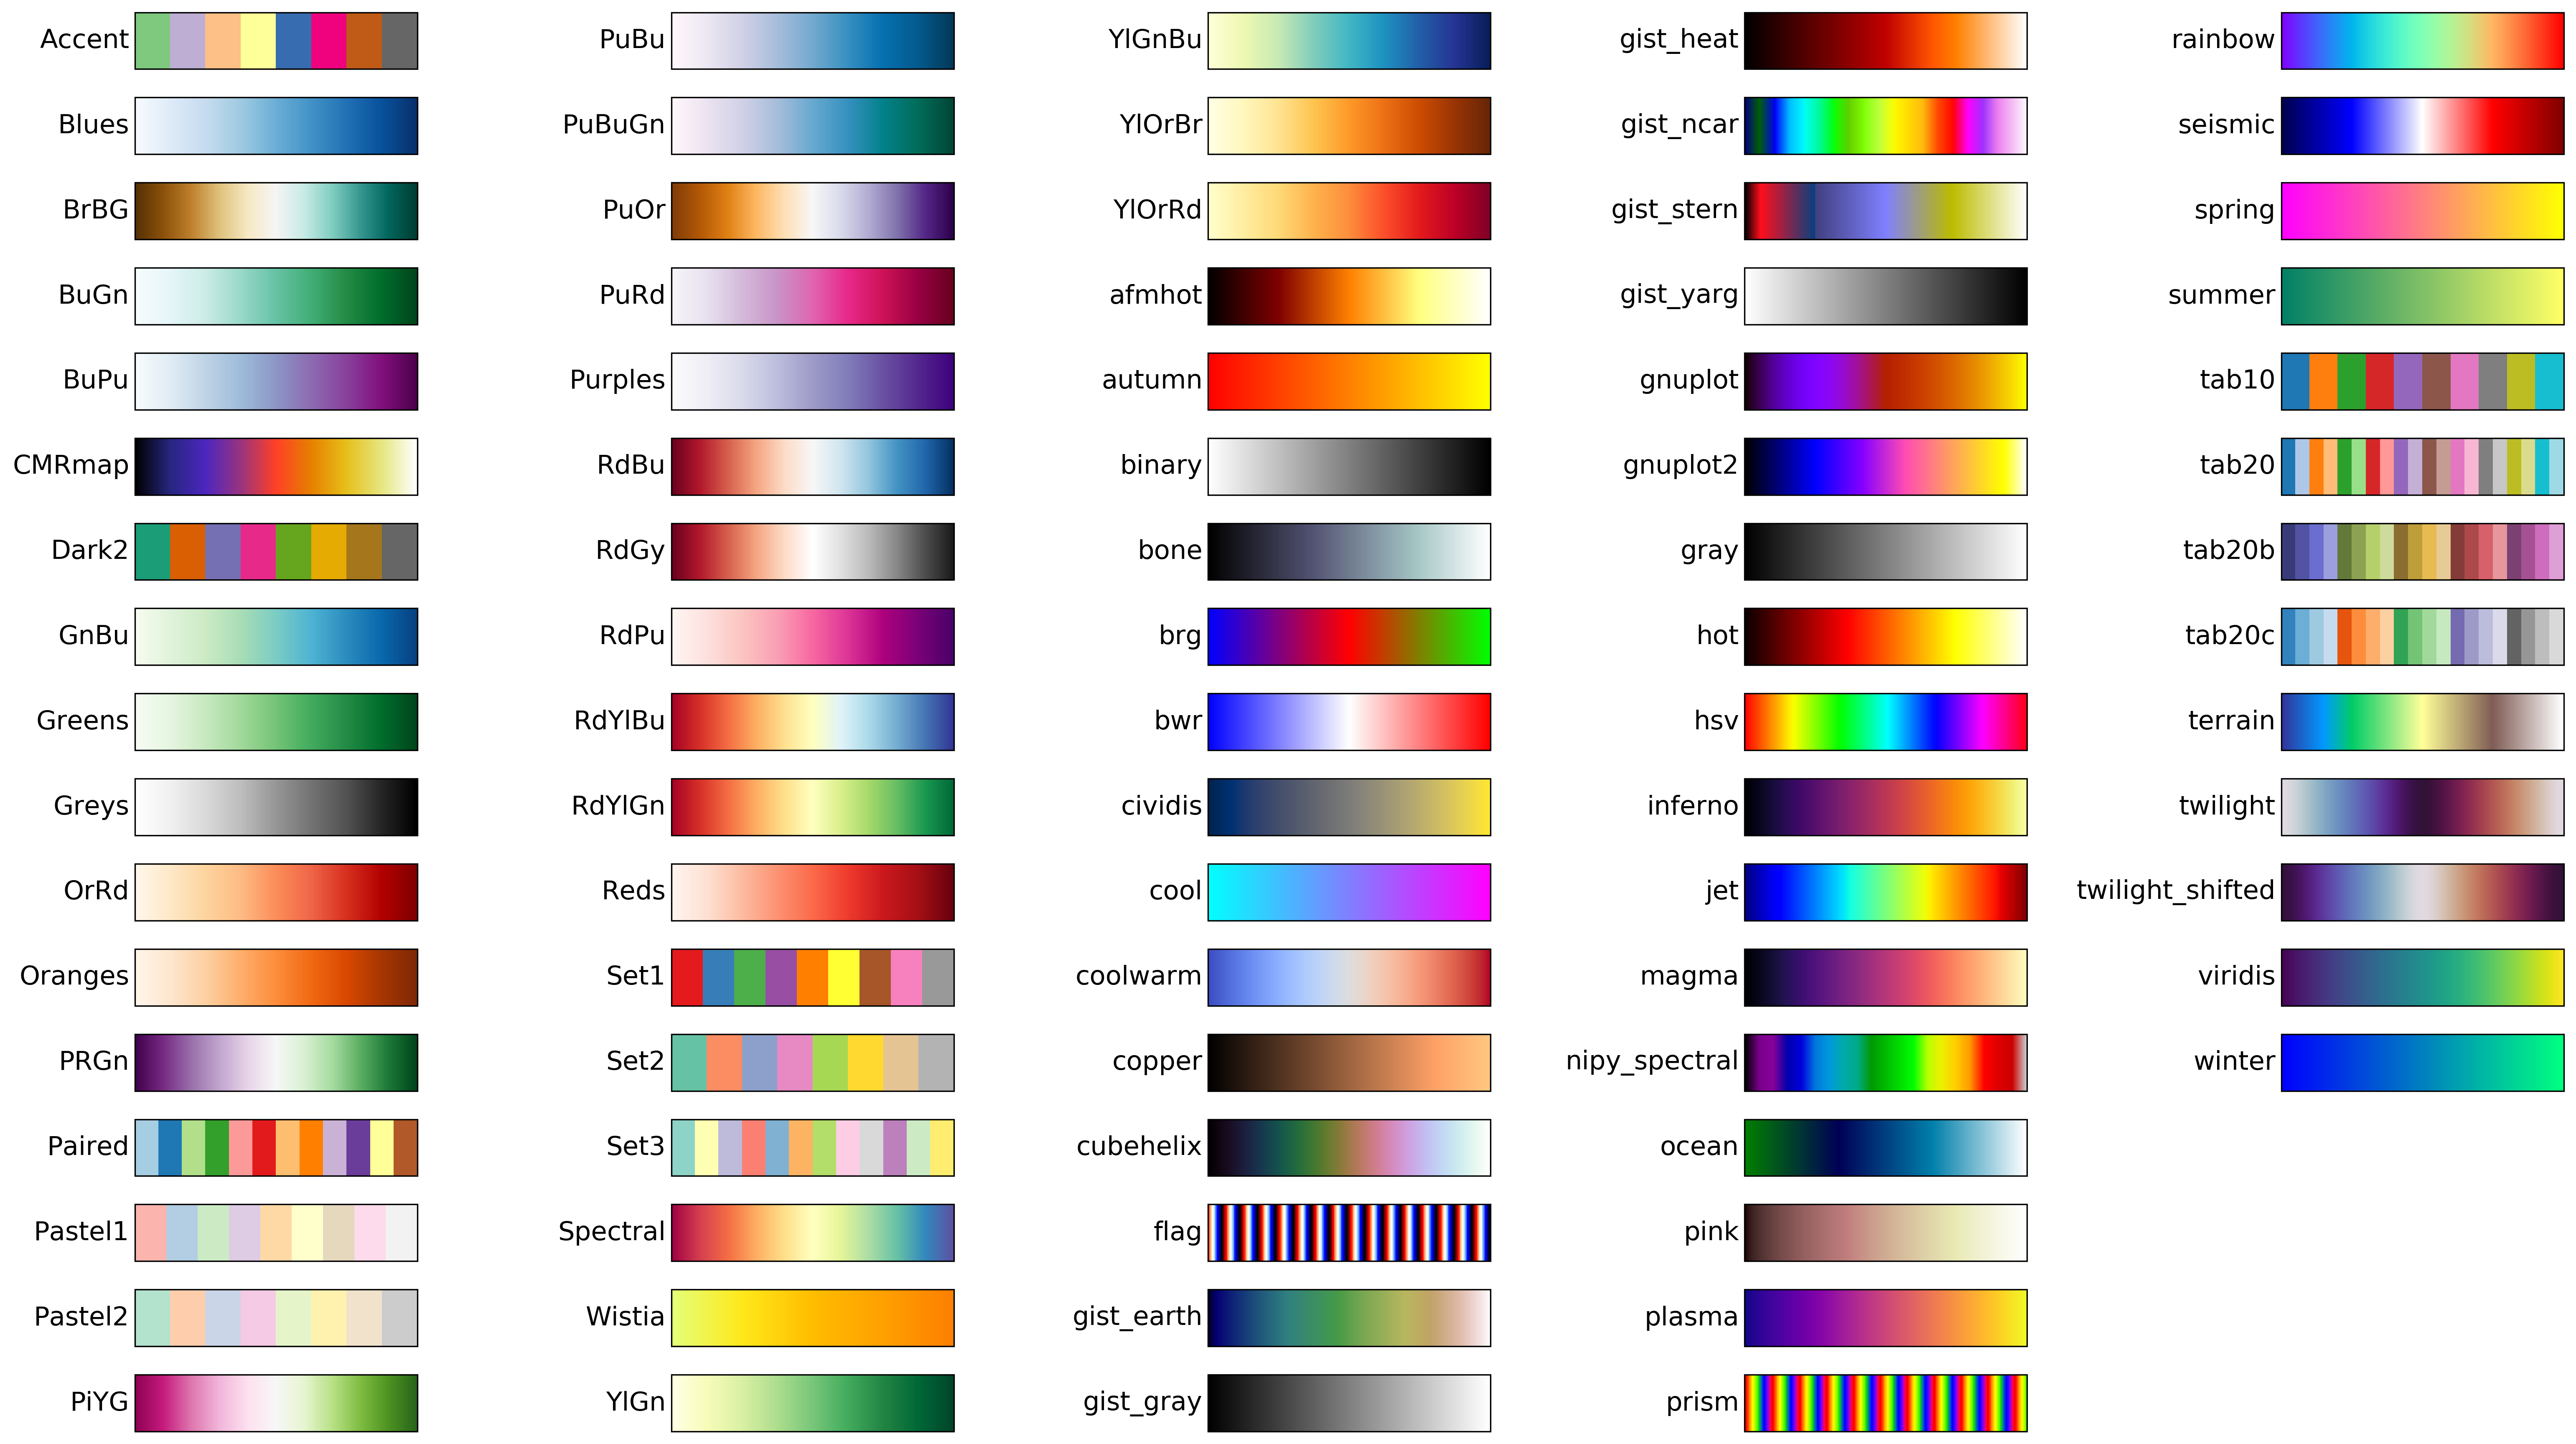 Accent
Blues
BrBG
BuGn
BuPu
CMRmap
Dark2
GnBu
Greens
Greys
OrRd
Oranges
PRGn
Paired
Pastel1
Pastel2
PiYG
PuBu
PuBuGn
PuOr
PuRd
Purples
RdBu
RdGy
RdPu
RdYlBu
RdYlGn
Reds
Set1
Set2
Set3
Spectral
Wistia
YlGn
YlGnBu
YlOrBr
YlOrRd
afmhot
autumn
binary
bone
brg
bwr
cividis
cool
coolwarm
copper
cubehelix
flag
gist_earth
gist_gray
gist_heat
gist_ncar
gist_stern
gist_yarg
gnuplot
gnuplot2
gray
hot
hsv
inferno
jet
magma
nipy_spectral
ocean
pink
plasma
prism
rainbow
seismic
spring
summer
tab10
tab20
tab20b
tab20c
terrain
twilight
twilight_shifted
viridis
winter